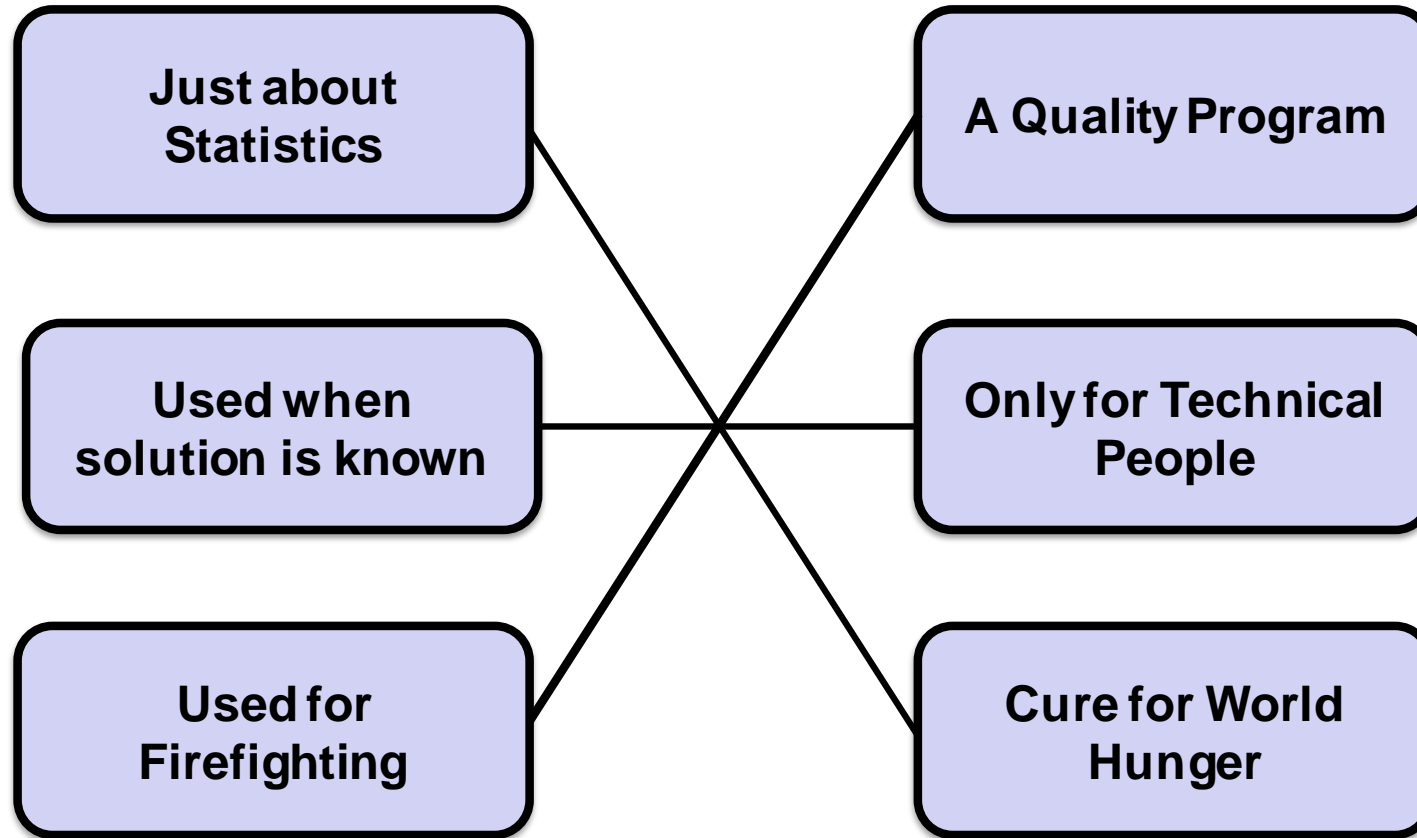 Just about
Statistics
A Quality Program
Used when
solution is known
Only for Technical
People
Used for
Firefighting
Cure for World
Hunger